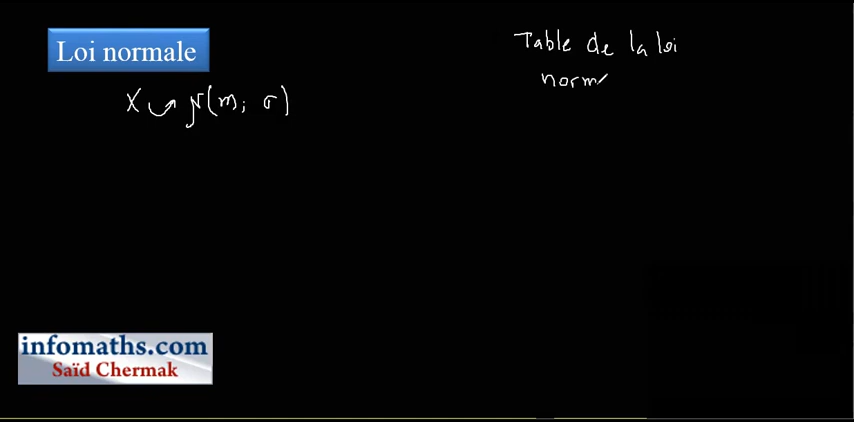 Loi normale
Table de la loi
norm
X ↝ N(m; σ)
infomaths.com
Saïd Chermak